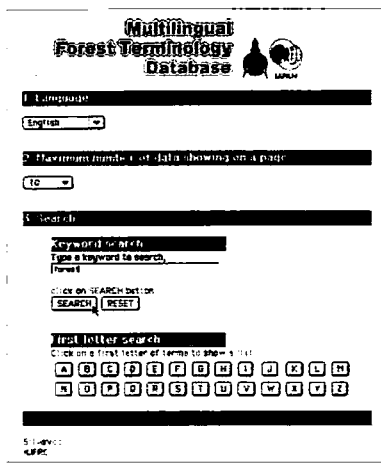 Multilingual
Forest Terminology
Database
IUFRO
1. Language
English
2. Maximum number of data showing on a page
10
3. Search
Keyword search
Type a keyword to search,
forest
click on SEARCH button
SEARCH RESET
First letter search
Click on a first letter of terms to show a list
A B C D E F G H I J K L M
N O P Q R S T U V W X Y Z